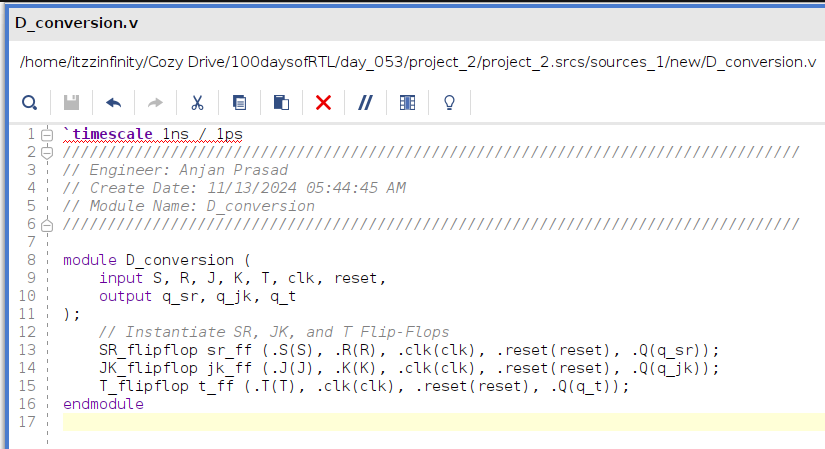 D_conversion.v
/home/itzzinfinity/Cozy Drive/100daysofRTL/day_053/project_2/project_2.srcs/sources_1/new/D_conversion.v
1 `timescale 1ns / 1ps
2 //////////////////////////////////////////////////////////////////////////////////
3 // Engineer: Anjan Prasad
4 // Create Date: 11/13/2024 05:44:45 AM
5 // Module Name: D_conversion
6 //////////////////////////////////////////////////////////////////////////////////
7
8 module D_conversion (
9     input S, R, J, K, T, clk, reset,
10     output q_sr, q_jk, q_t
11 );
12     // Instantiate SR, JK, and T Flip-Flops
13     SR_flipflop sr_ff (.S(S), .R(R), .clk(clk), .reset(reset), .Q(q_sr));
14     JK_flipflop jk_ff (.J(J), .K(K), .clk(clk), .reset(reset), .Q(q_jk));
15     T_flipflop t_ff (.T(T), .clk(clk), .reset(reset), .Q(q_t));
16 endmodule
17